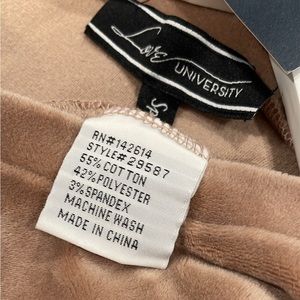 Love
UNIVERSITY
RN#142614
STYLE#29587
55% COTTON
42% POLYESTER
3% SPANDEX
MACHINE WASH
MADE IN CHINA